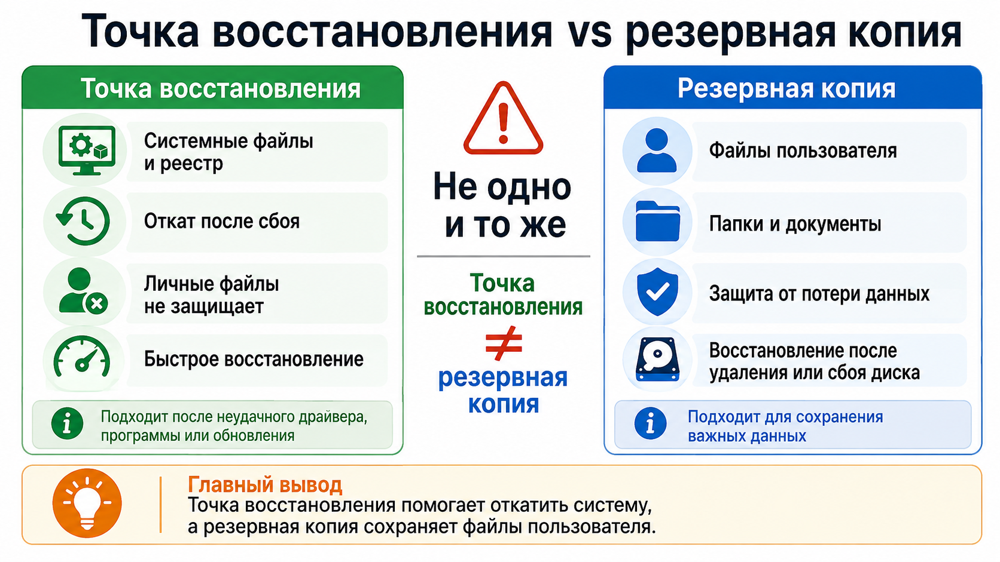 Точка восстановления vs резервная копия
Точка восстановления
Системные файлы
и реестр
Откат после сбоя
Личные файлы
не защищает
Быстрое восстановление
Подходит после неудачного драйвера,
программы или обновления
Не одно
и то же
Точка
восстановления
≠
резервная
копия
Резервная копия
Файлы пользователя
Папки и документы
Защита от потери данных
Восстановление после
удаления или сбоя диска
Подходит для сохранения
важных данных
Главный вывод
Точка восстановления помогает откатить систему,
а резервная копия сохраняет файлы пользователя.